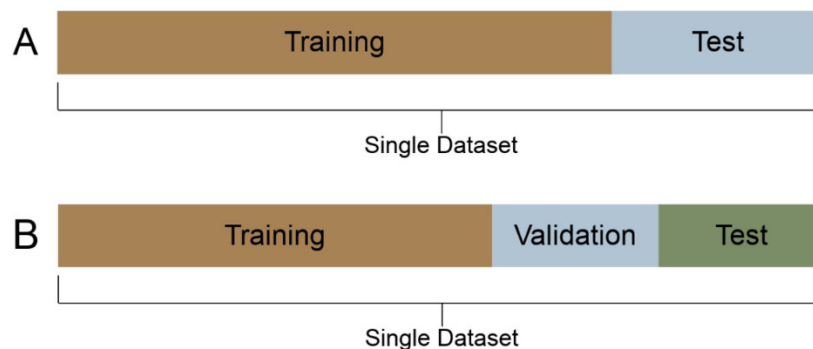 A Training Test
Single Dataset
B Training Validation Test
Single Dataset